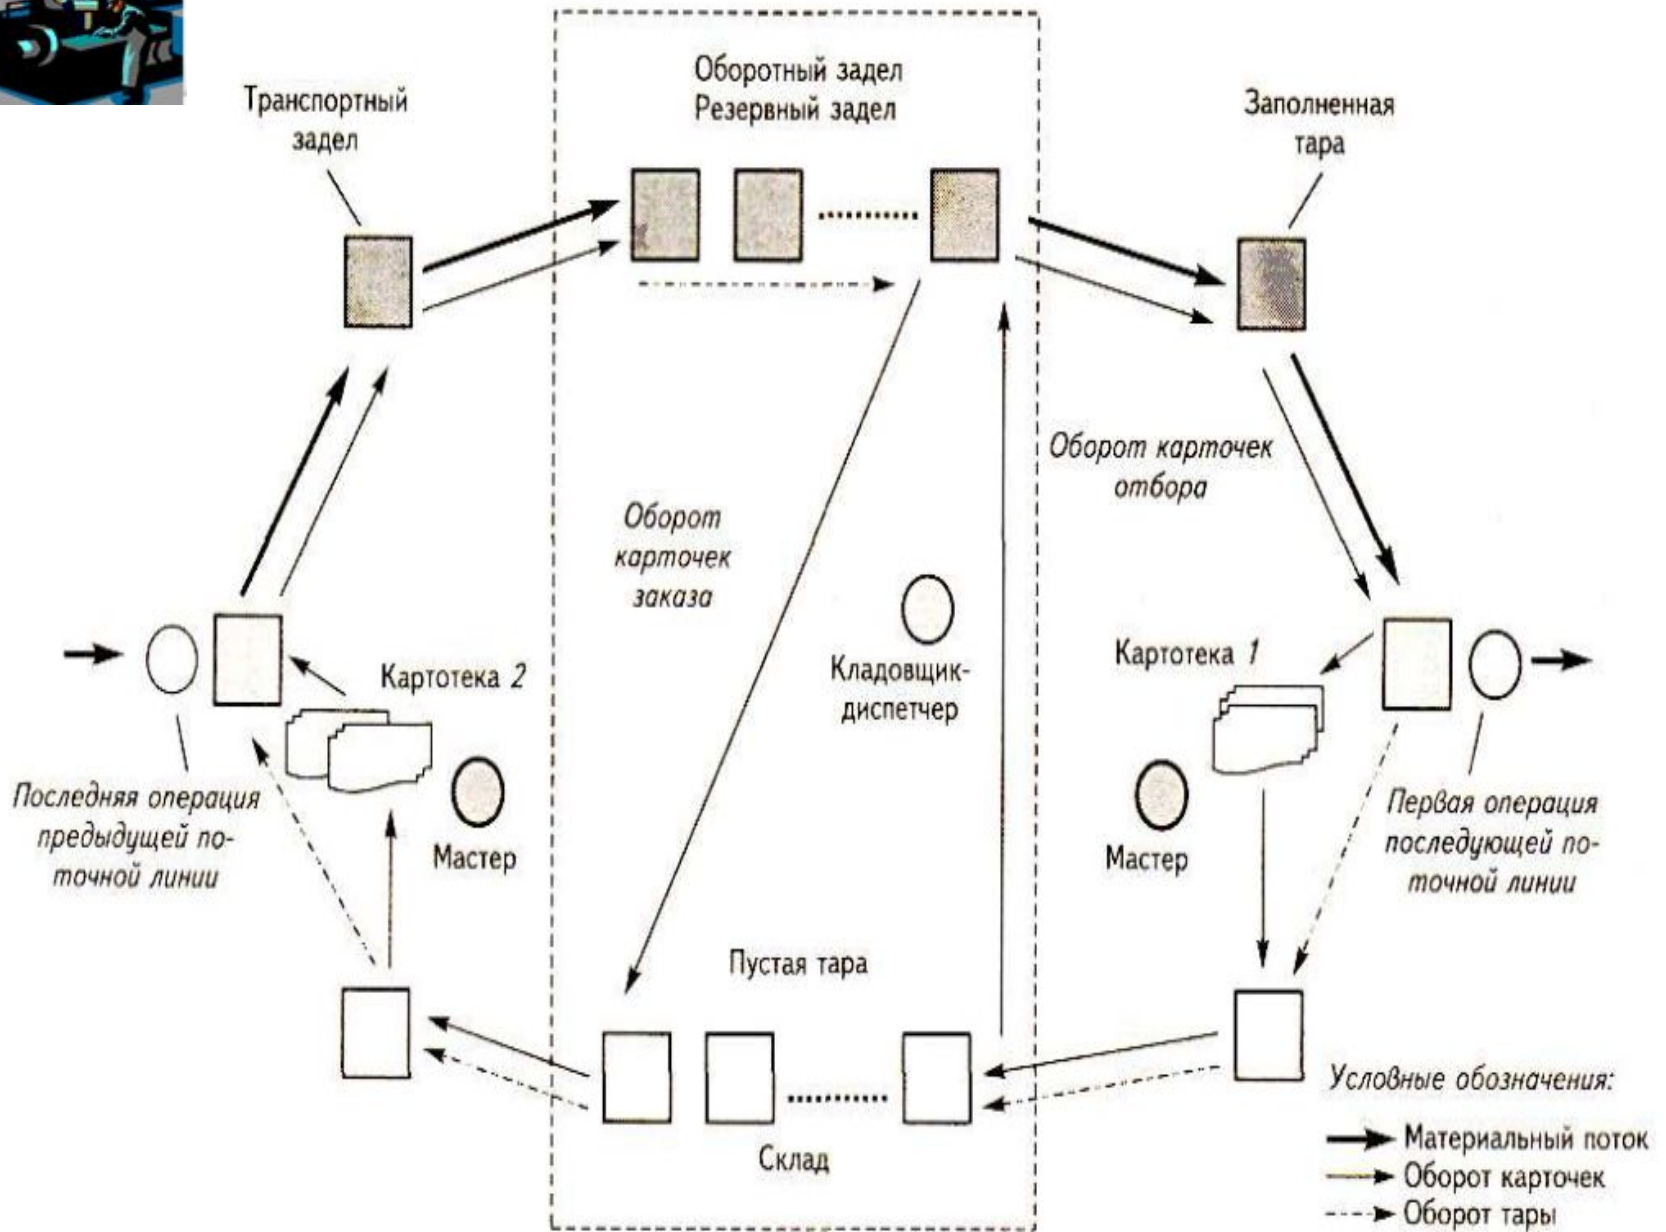 Транспортный
задел
Оборотный задел
Резервный задел
Заполненная
тара
Оборот карточек
отбора
Оборот
карточек
заказа
Картотека 2
Кладовщик-
диспетчер
Картотека 1
Последняя операция
предыдущей по-
точной линии
Мастер
Мастер
Первая операция
последующей по-
точной линии
Пустая тара
Склад
Условные обозначения:
Материальный поток
Оборот карточек
Оборот тары